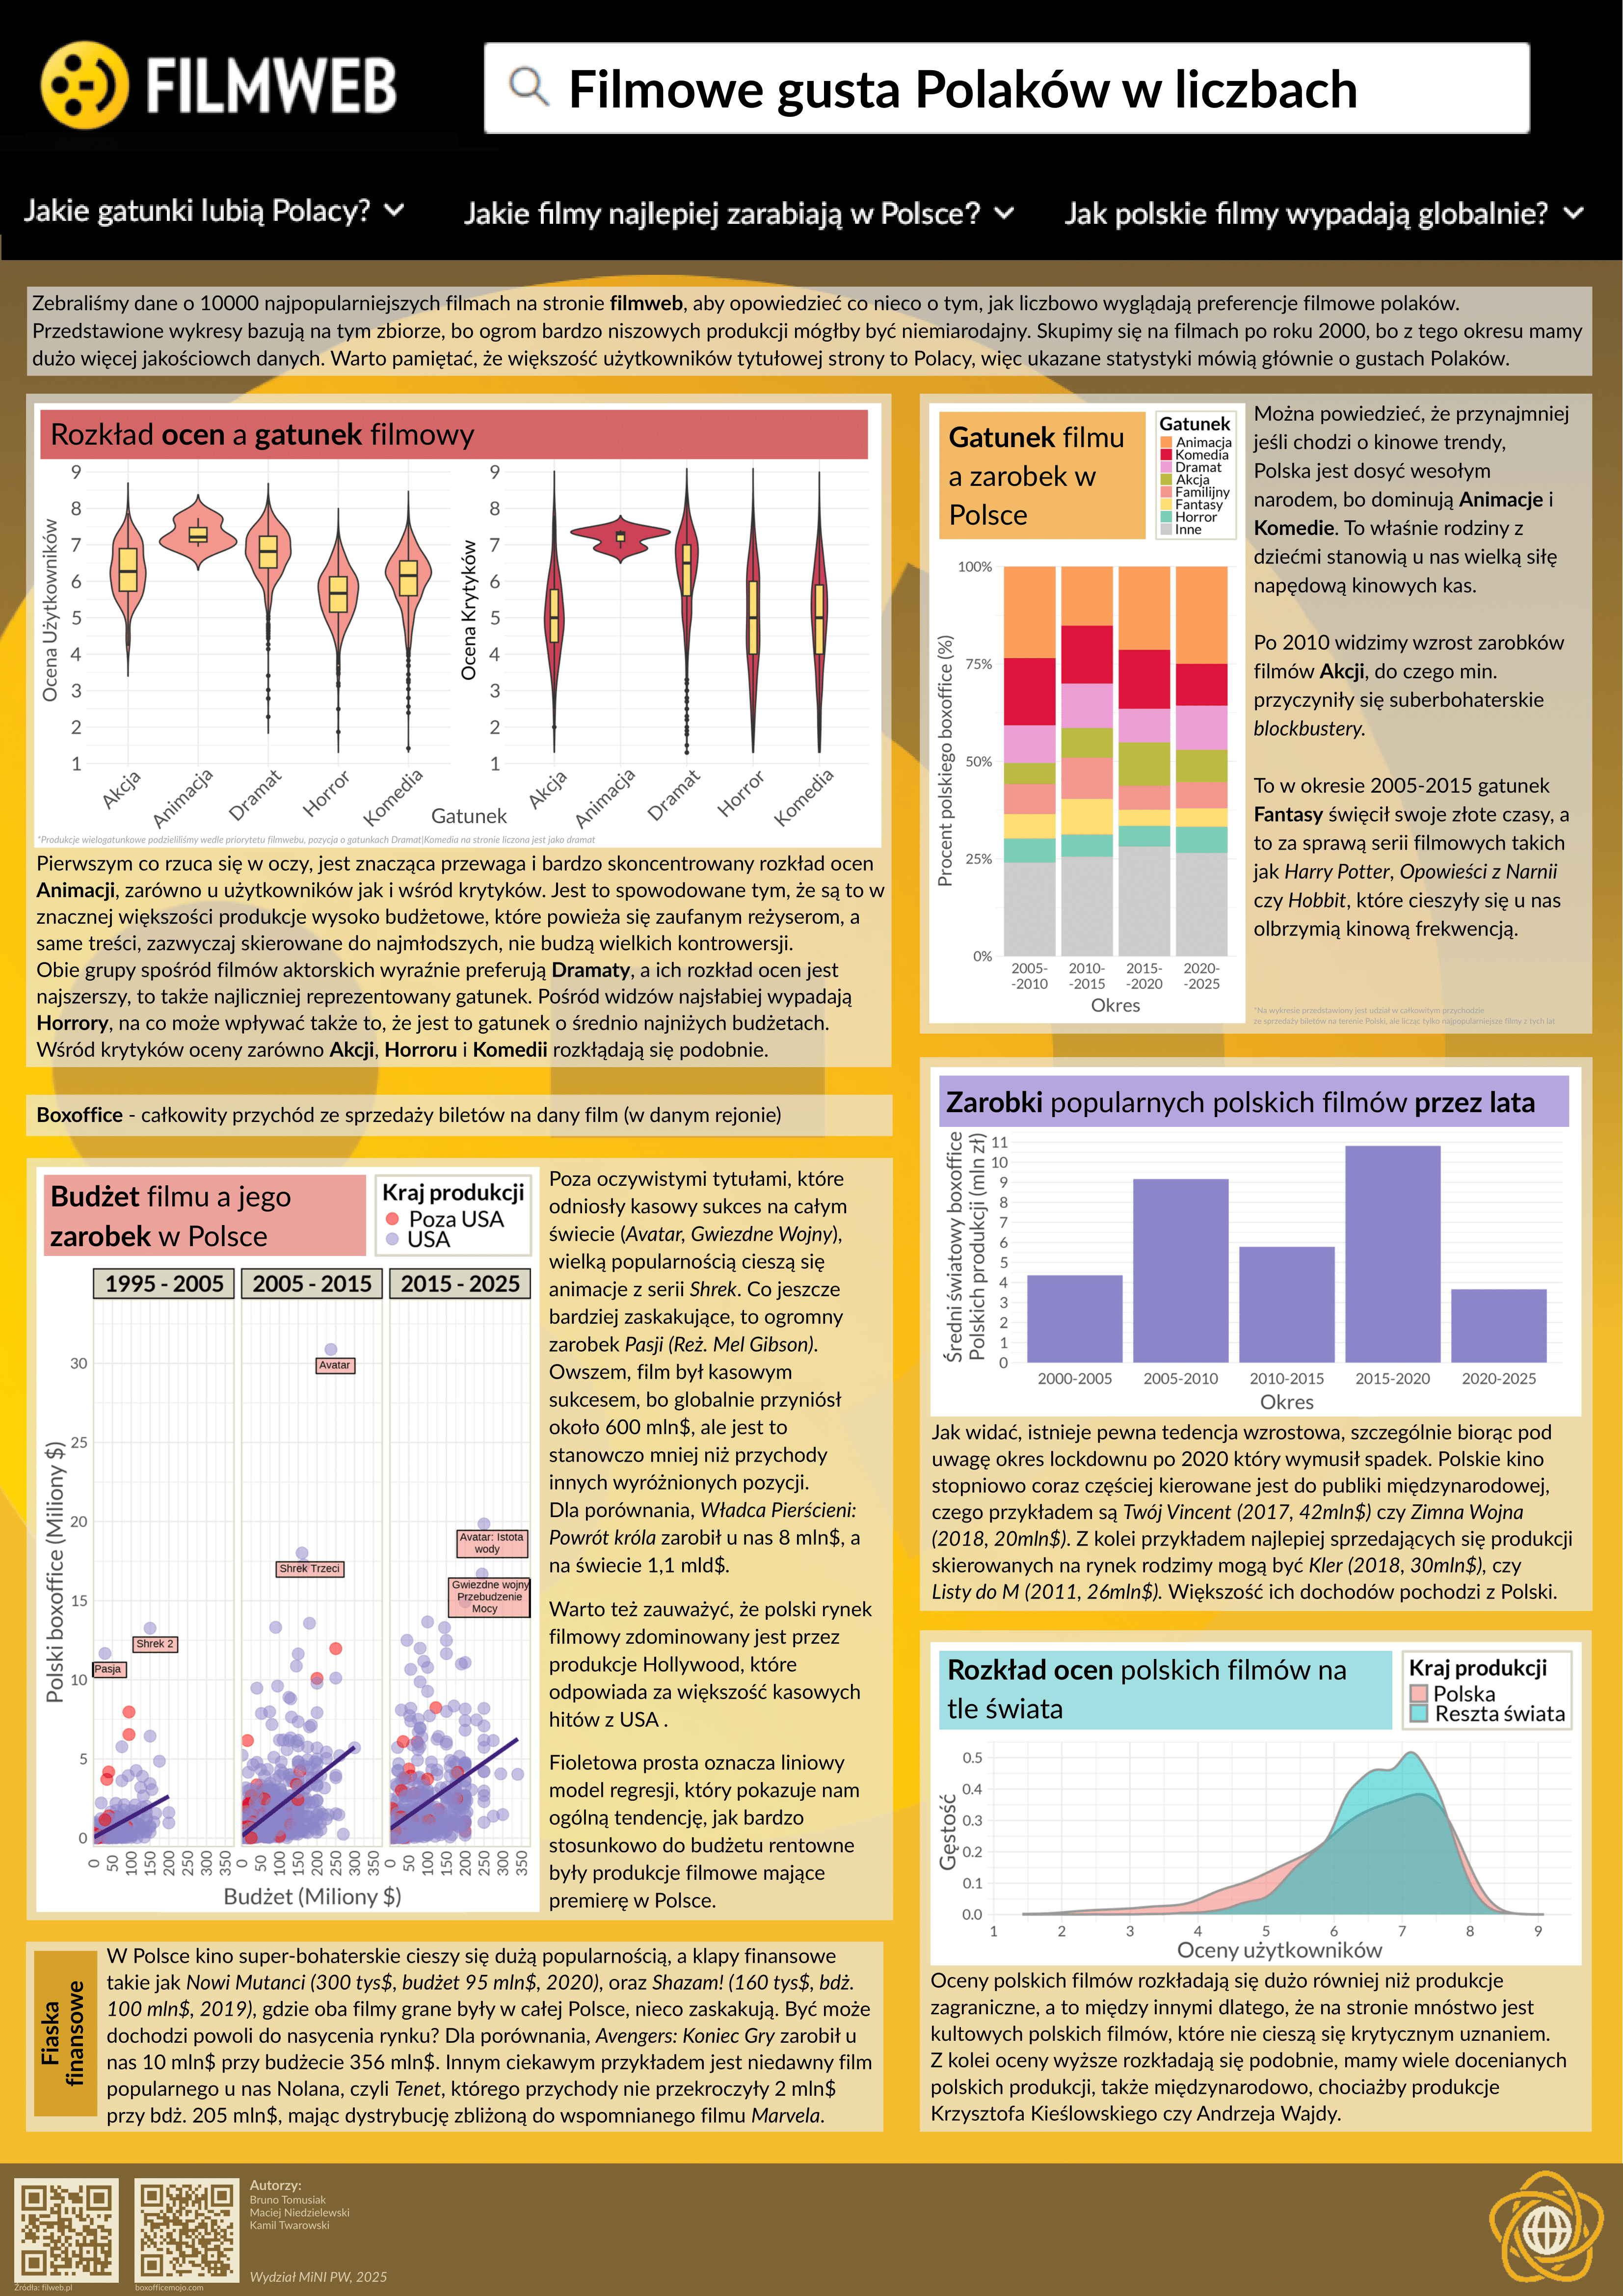 FILMWEB
Filmowe gusta Polaków w liczbach
Jakie gatunki lubią Polacy?
Jakie filmy najlepiej zarabiają w Polsce?
Jak polskie filmy wypadają globalnie?
Zebraliśmy dane o 10000 najpopularniejszych filmach na stronie filmweb, aby opowiedzieć co nieco o tym, jak liczbowo wyglądają preferencje filmowe polaków.
Przedstawione wykresy bazują na tym zbiorze, bo ogrom bardzo niszowych produkcji mógłby być niemiarodajny. Skupimy się na filmach po roku 2000, bo z tego okresu mamy
dużo więcej jakościowch danych. Warto pamiętać, że większość użytkowników tytułowej strony to Polacy, więc ukazane statystyki mówią głównie o gustach Polaków.
Rozkład ocen a gatunek filmowy
Ocena Użytkowników
9
8
7
6
5
4
3
2
1
Akcja
Animacja
Dramat
Horror
Komedia
Ocena Krytyków
9
8
7
6
5
4
3
2
1
Akcja
Animacja
Dramat
Horror
Komedia
Gatunek
*Produkcje wielogatunkowe podzieliliśmy wedle priorytetu filmwebu, pozycja o gatunkach Dramat|Komedia na stronie liczona jest jako dramat
Pierwszym co rzuca się w oczy, jest znacząca przewaga i bardzo skoncentrowany rozkład ocen
Animacji, zarówno u użytkowników jak i wśród krytyków. Jest to spowodowane tym, że są to w
znacznej większości produkcje wysoko budżetowe, które powieża się zaufanym reżyserom, a
same treści, zazwyczaj skierowane do najmłodszych, nie budzą wielkich kontrowersji.
Obie grupy spośród filmów aktorskich wyraźnie preferują Dramaty, a ich rozkład ocen jest
najszerszy, to także najliczniej reprezentowany gatunek. Pośród widzów najsłabiej wypadają
Horrory, na co może wpływać także to, że jest to gatunek o średnio najniżych budżetach.
Wśród krytyków oceny zarówno Akcji, Horroru i Komedii rozkłądają się podobnie.
Gatunek filmu
a zarobek w
Polsce
Gatunek
Animacja
Komedia
Dramat
Akcja
Familijny
Fantasy
Horror
Inne
Procent polskiego boxoffice (%)
100%
75%
50%
25%
0%
2005-
-2010
2010-
-2015
2015-
-2020
2020-
-2025
Okres
Można powiedzieć, że przynajmniej
jeśli chodzi o kinowe trendy,
Polska jest dosyć wesołym
narodem, bo dominują Animacje i
Komedie. To właśnie rodziny z
dziećmi stanowią u nas wielką siłę
napędową kinowych kas.
Po 2010 widzimy wzrost zarobków
filmów Akcji, do czego min.
przyczyniły się suberbohaterskie
blockbustery.
To w okresie 2005-2015 gatunek
Fantasy święcił swoje złote czasy, a
to za sprawą serii filmowych takich
jak Harry Potter, Opowieści z Narnii
czy Hobbit, które cieszyły się u nas
olbrzymią kinową frekwencją.
*Na wykresie przedstawiony jest udział w całkowitym przychodzie
ze sprzedaży biletów na terenie Polski, ale licząc tylko najpopularniejsze filmy z tych lat
Boxoffice - całkowity przychód ze sprzedaży biletów na dany film (w danym rejonie)
Budżet filmu a jego
zarobek w Polsce
Kraj produkcji
Poza USA
USA
1995 - 2005
2005 - 2015
2015 - 2025
Polski boxoffice (Miliony $)
30
25
20
15
10
5
0
Avatar
Avatar: Istota
wody
Shrek Trzeci
Gwiezdne wojny
Przebudzenie
Mocy
Shrek 2
Pasja
0 50 100 150 200 250 300 350
0 50 100 150 200 250 300 350
0 50 100 150 200 250 300 350
Budżet (Miliony $)
Poza oczywistymi tytułami, które
odniosły kasowy sukces na całym
świecie (Avatar, Gwiezdne Wojny),
wielką popularnością cieszą się
animacje z serii Shrek. Co jeszcze
bardziej zaskakujące, to ogromny
zarobek Pasji (Reż. Mel Gibson).
Owszem, film był kasowym
sukcesem, bo globalnie przyniósł
około 600 mln$, ale jest to
stanowczo mniej niż przychody
innych wyróżnionych pozycji.
Dla porównania, Władca Pierścieni:
Powrót króla zarobił u nas 8 mln$, a
na świecie 1,1 mld$.
Warto też zauważyć, że polski rynek
filmowy zdominowany jest przez
produkcje Hollywood, które
odpowiada za większość kasowych
hitów z USA .
Fioletowa prosta oznacza liniowy
model regresji, który pokazuje nam
ogólną tendencję, jak bardzo
stosunkowo do budżetu rentowne
były produkcje filmowe mające
premierę w Polsce.
Zarobki popularnych polskich filmów przez lata
Średni światowy boxoffice
Polskich produkcji (mln zł)
11
10
9
8
7
6
5
4
3
2
1
0
2000-2005
2005-2010
2010-2015
2015-2020
2020-2025
Okres
Jak widać, istnieje pewna tedencja wzrostowa, szczególnie biorąc pod
uwagę okres lockdownu po 2020 który wymusił spadek. Polskie kino
stopniowo coraz częściej kierowane jest do publiki międzynarodowej,
czego przykładem są Twój Vincent (2017, 42mln$) czy Zimna Wojna
(2018, 20mln$). Z kolei przykładem najlepiej sprzedających się produkcji
skierowanych na rynek rodzimy mogą być Kler (2018, 30mln$), czy
Listy do M (2011, 26mln$). Większość ich dochodów pochodzi z Polski.
Rozkład ocen polskich filmów na
tle świata
Kraj produkcji
Polska
Reszta świata
Gęstość
0.5
0.4
0.3
0.2
0.1
0.0
1 2 3 4 5 6 7 8 9
Oceny użytkowników
Oceny polskich filmów rozkładają się dużo równiej niż produkcje
zagraniczne, a to między innymi dlatego, że na stronie mnóstwo jest
kultowych polskich filmów, które nie cieszą się krytycznym uznaniem.
Z kolei oceny wyższe rozkładają się podobnie, mamy wiele docenianych
polskich produkcji, także międzynarodowo, chociażby produkcje
Krzysztofa Kieślowskiego czy Andrzeja Wajdy.
Fiaska
finansowe
W Polsce kino super-bohaterskie cieszy się dużą popularnością, a klapy finansowe
takie jak Nowi Mutanci (300 tys$, budżet 95 mln$, 2020), oraz Shazam! (160 tys$, bdż.
100 mln$, 2019), gdzie oba filmy grane były w całej Polsce, nieco zaskakują. Być może
dochodzi powoli do nasycenia rynku? Dla porównania, Avengers: Koniec Gry zarobił u
nas 10 mln$ przy budżecie 356 mln$. Innym ciekawym przykładem jest niedawny film
popularnego u nas Nolana, czyli Tenet, którego przychody nie przekroczyły 2 mln$
przy bdż. 205 mln$, mając dystrybucję zbliżoną do wspomnianego filmu Marvela.
Autorzy:
Bruno Tomusiak
Maciej Niedzielewski
Kamil Twarowski
Wydział MiNI PW, 2025
Źródła: filweb.pl
boxofficemojo.com